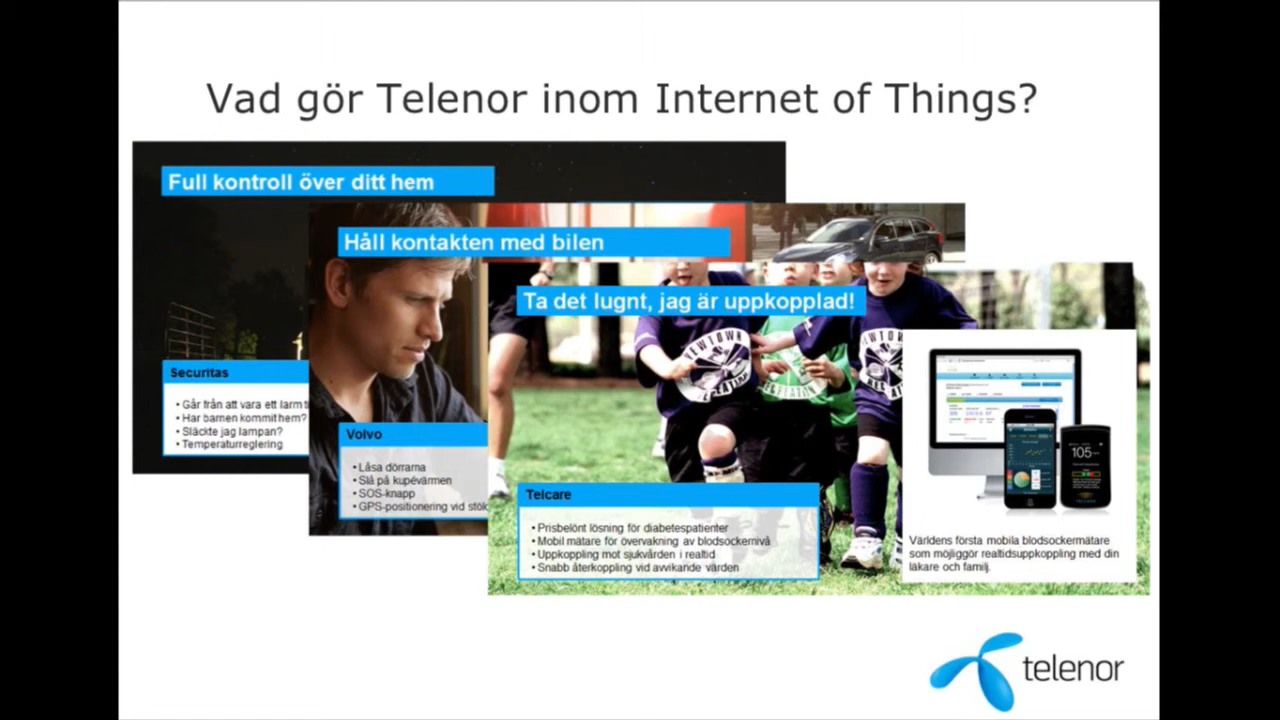 Vad gör Telenor inom Internet of Things?
Full kontroll över ditt hem
Håll kontakten med bilen
Ta det lugnt, jag är uppkopplad!
Securitas
• Går från att vara ett larm
• Har barnen kommit hem?
• Släckte jag lampan?
• Temperaturreglering
Volvo
• Låsa dörrarna
• Slå på kupévärmen
• SOS-knapp
• GPS-positionering vid
Telcare
• Prisbelönt lösning för diabetespatienter
• Mobil mätare för övervakning av blodsockernivå
• Uppkoppling mot sjukvården i realtid
• Snabb återkoppling vid avvikande värden
NEWTOWN
RECREATION
105
Världens första mobila blodsockermätare
som möjliggör realtidsuppkoppling med din
läkare och familj.
telenor